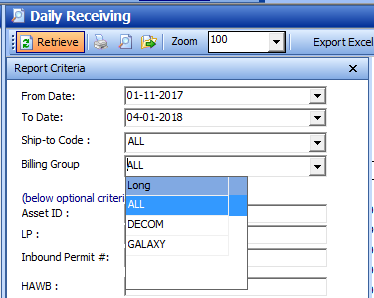 Daily Receiving
Retrieve Zoom 100 Export Excel
Report Criteria
From Date: 01-11-2017
To Date: 04-01-2018
Ship-to Code : ALL
Billing Group ALL
Long
(below optional criteri
ALL
Asset ID :
DECOM
LP :
GALAXY
Inbound Permit #:
HAWB :